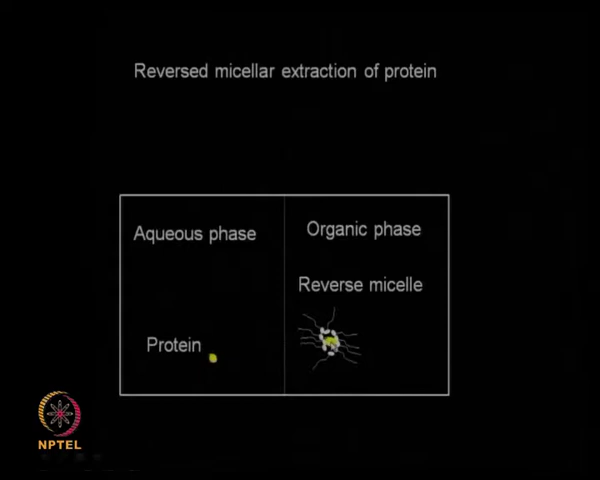 Reversed micellar extraction of protein
Aqueous phase
Organic phase
Reverse micelle
Protein
NPTEL